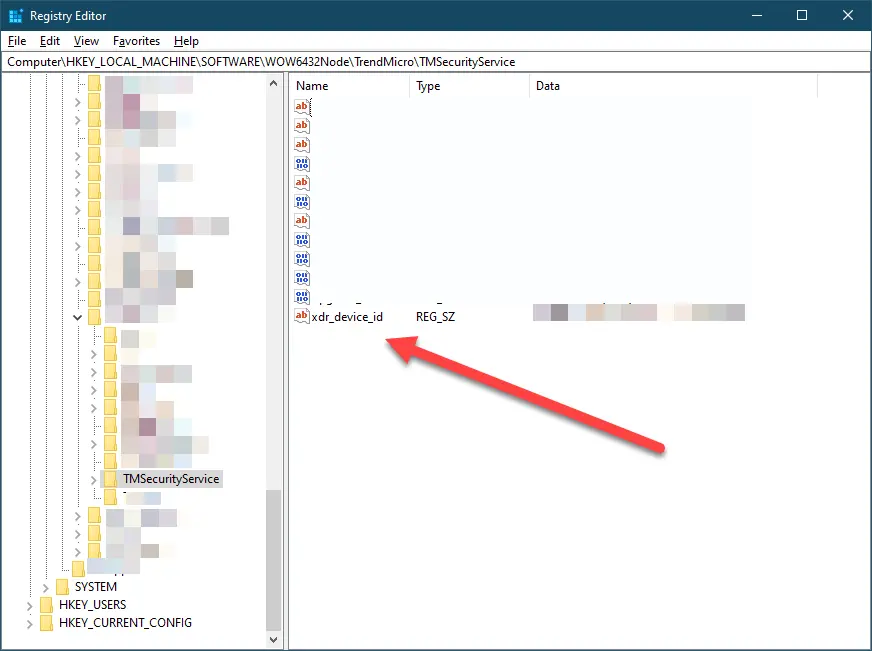 Registry Editor
File Edit View Favorites Help
Computer\HKEY_LOCAL_MACHINE\SOFTWARE\WOW6432Node\TrendMicro\TMSecurityService
Name Type Data
xdr_device_id REG_SZ
TMSecurityService
SYSTEM
HKEY_USERS
HKEY_CURRENT_CONFIG